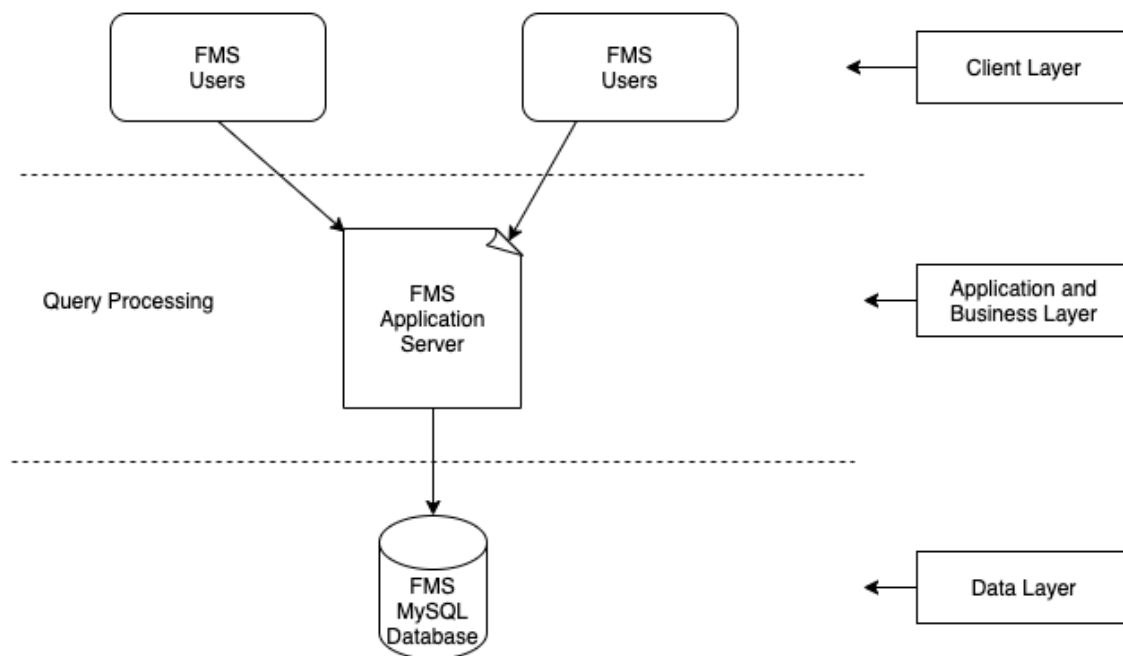 FMS
Users
FMS
Users
Client Layer
Query Processing
FMS
Application
Server
Application and
Business Layer
FMS
MySQL
Database
Data Layer